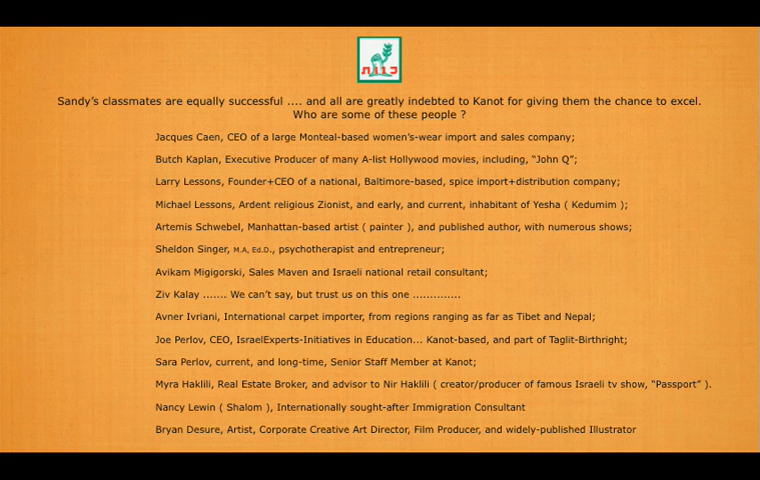 כנות
Sandy's classmates are equally successful .... and all are greatly indebted to Kanot for giving them the chance to excel.
Who are some of these people ?
Jacques Caen, CEO of a large Monteal-based women's-wear import and sales company;
Butch Kaplan, Executive Producer of many A-list Hollywood movies, including, "John Q";
Larry Lessons, Founder+CEO of a national, Baltimore-based, spice import+distribution company;
Michael Lessons, Ardent religious Zionist, and early, and current, inhabitant of Yesha ( Kedumim );
Artemis Schwebel, Manhattan-based artist ( painter ), and published author, with numerous shows;
Sheldon Singer, M.A, Ed.D., psychotherapist and entrepreneur;
Avikam Migigorski, Sales Maven and Israeli national retail consultant;
Ziv Kalay ....... We can't say, but trust us on this one ..............
Avner Ivriani, International carpet importer, from regions ranging as far as Tibet and Nepal;
Joe Perlov, CEO, IsraelExperts-Initiatives in Education... Kanot-based, and part of Taglit-Birthright;
Sara Perlov, current, and long-time, Senior Staff Member at Kanot;
Myra Haklili, Real Estate Broker, and advisor to Nir Haklili ( creator/producer of famous Israeli tv show, "Passport" ).
Nancy Lewin ( Shalom ), Internationally sought-after Immigration Consultant
Bryan Desure, Artist, Corporate Creative Art Director, Film Producer, and widely-published Illustrator